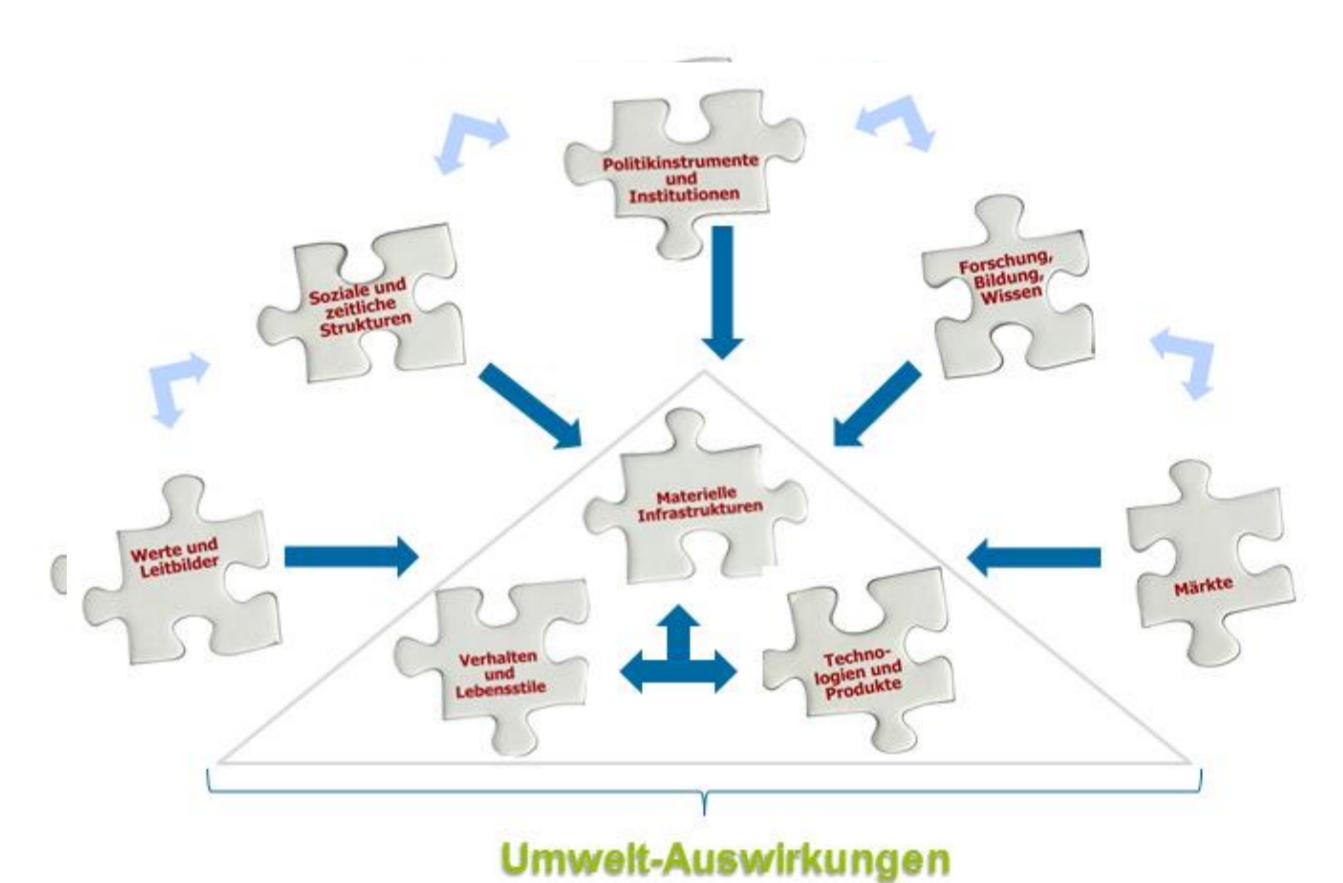 Politikinstrumente
und
Institutionen
Soziale und
zeitliche
Strukturen
Forschung,
Bildung,
Wissen
Werte und
Leitbilder
Materielle
Infrastrukturen
Märkte
Verhalten
und
Lebensstile
Techno-
logien und
Produkte
Umwelt-Auswirkungen